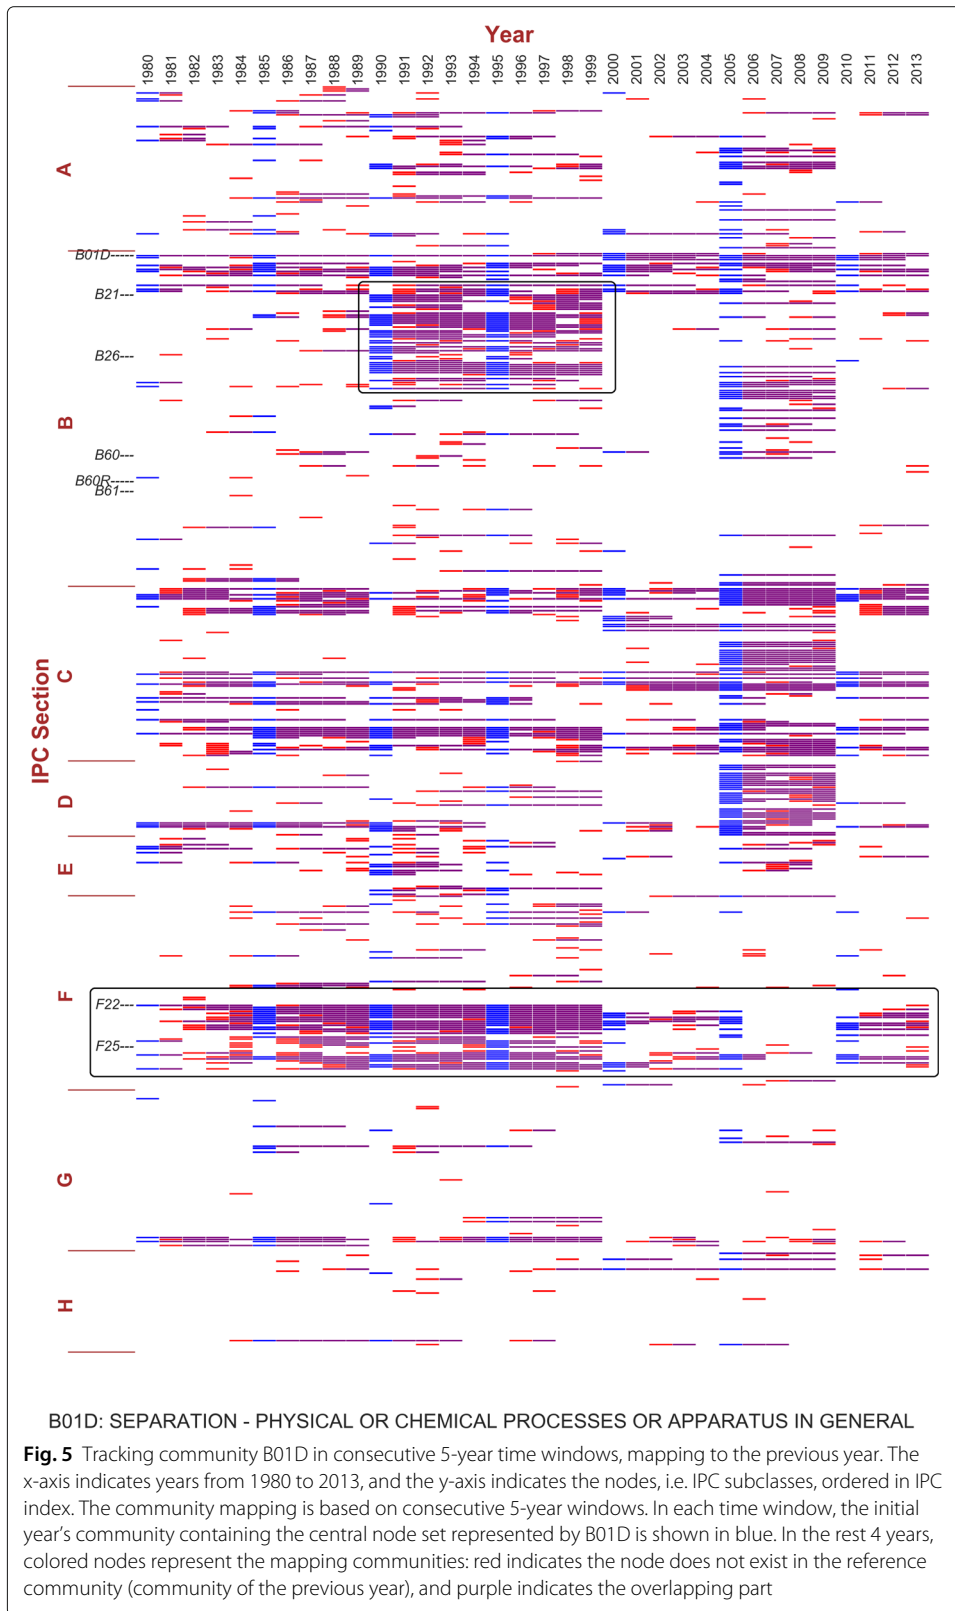 Year
1980 1981 1982 1983 1984 1985 1986 1987 1988 1989 1990 1991 1992 1993 1994 1995 1996 1997 1998 1999 2000 2001 2002 2003 2004 2005 2006 2007 2008 2009 2010 2011 2012 2013
IPC Section
A
B01D-----
B21---
B26---
B
B60---
B60R-----
B61---
C
D
E
F
F22---
F25---
G
H
B01D: SEPARATION - PHYSICAL OR CHEMICAL PROCESSES OR APPARATUS IN GENERAL
Fig. 5 Tracking community B01D in consecutive 5-year time windows, mapping to the previous year. The
x-axis indicates years from 1980 to 2013, and the y-axis indicates the nodes, i.e. IPC subclasses, ordered in IPC
index. The community mapping is based on consecutive 5-year windows. In each time window, the initial
year's community containing the central node set represented by B01D is shown in blue. In the rest 4 years,
colored nodes represent the mapping communities: red indicates the node does not exist in the reference
community (community of the previous year), and purple indicates the overlapping part